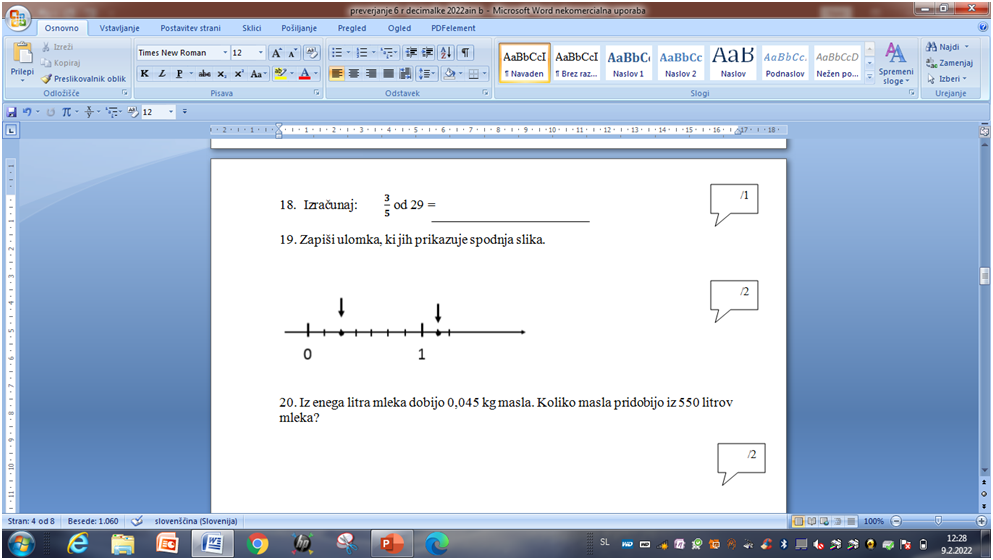 preverjanje 6 r decimalke 2022ain b - Microsoft Word nekomercialna uporaba
Osnovno Vstavljanje Postavitev strani Sklici Pošiljanje Pregled Ogled PDFelement
Prilepi
Izreži
Kopiraj
Preslikovalnik oblik
Odložišče
Times New Roman 12
Pisava
Odstavek
AaBbCcI AaBbCcI AaBbC AaBbCc AaB AaBbCc. AaBbCcD
¶ Navaden ¶ Brez raz... Naslov 1 Naslov 2 Naslov Podnaslov Nežen po...
Spremeni sloge
Slogi
Najdi
Zamenjaj
Izberi
Urejanje
12
18. Izračunaj: 3/5 od 29 =
/1
19. Zapiši ulomka, ki jih prikazuje spodnja slika.
/2
0 1
20. Iz enega litra mleka dobijo 0,045 kg masla. Koliko masla pridobijo iz 550 litrov
mleka?
/2
Stran: 4 od 8 Besede: 1.060 slovenščina (Slovenija) 100%
SL 12:28
9.2.2022